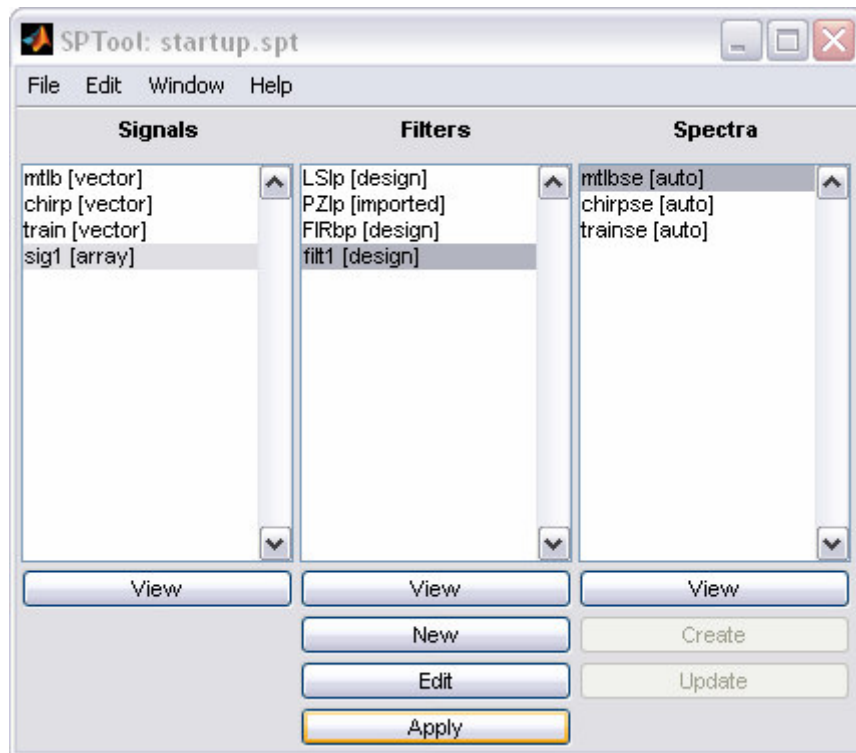 SPTool: startup.spt
File Edit Window Help
Signals Filters Spectra
mtlb [vector]
chirp [vector]
train [vector]
sig1 [array]
LSlp [design]
PZlp [imported]
FIRbp [design]
filt1 [design]
mtlbse [auto]
chirpse [auto]
trainse [auto]
View View View
New Create
Edit Update
Apply